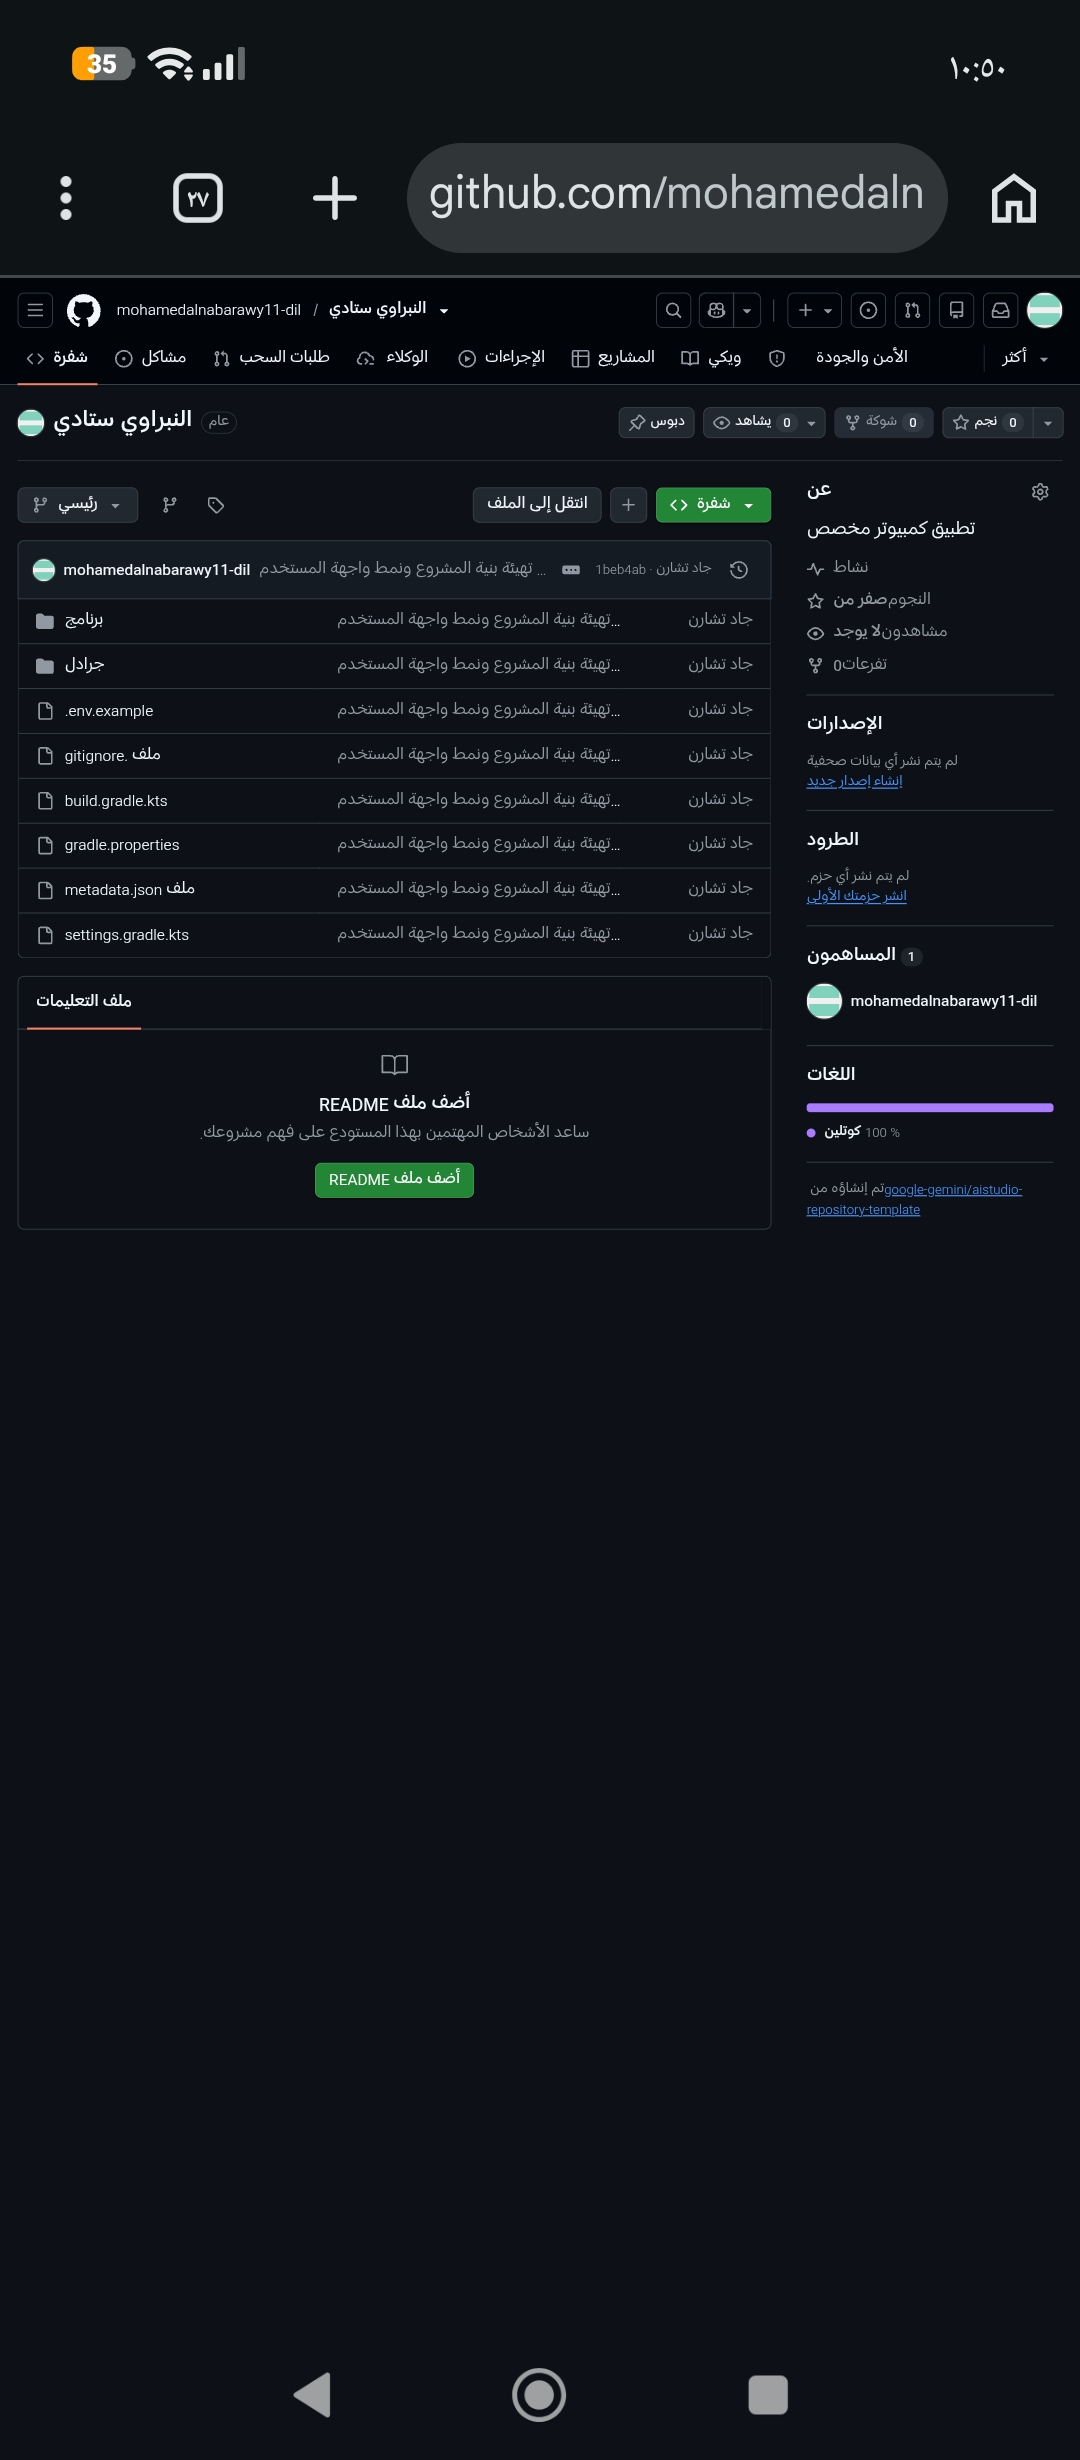 35
١٠:٥٠
٢٧
github.com/mohamedaln
mohamedalnabarawy11-dil / النبراوي ستادي
شفرة
مشاكل
طلبات السحب
الوكلاء
الإجراءات
المشاريع
ويكي
الأمن والجودة
أكثر
النبراوي ستادي
عام
دبوس
يشاهد 0
شوكة 0
نجم 0
رئيسي
انتقل إلى الملف
شفرة
mohamedalnabarawy11-dil تهيئة بنية المشروع ونمط واجهة المستخدم ... 1beb4ab · جاد تشارن
برنامج تهيئة بنية المشروع ونمط واجهة المستخدم... جاد تشارن
جرادل تهيئة بنية المشروع ونمط واجهة المستخدم... جاد تشارن
.env.example تهيئة بنية المشروع ونمط واجهة المستخدم... جاد تشارن
ملف .gitignore تهيئة بنية المشروع ونمط واجهة المستخدم... جاد تشارن
build.gradle.kts تهيئة بنية المشروع ونمط واجهة المستخدم... جاد تشارن
gradle.properties تهيئة بنية المشروع ونمط واجهة المستخدم... جاد تشارن
ملف metadata.json تهيئة بنية المشروع ونمط واجهة المستخدم... جاد تشارن
settings.gradle.kts تهيئة بنية المشروع ونمط واجهة المستخدم... جاد تشارن
ملف التعليمات
أضف ملف README
ساعد الأشخاص المهتمين بهذا المستودع على فهم مشروعك.
أضف ملف README
عن
تطبيق كمبيوتر مخصص
نشاط
النجومصفر من
مشاهدونلا يوجد
تفرعات0
الإصدارات
لم يتم نشر أي بيانات صحفية
إنشاء إصدار جديد
الطرود
لم يتم نشر أي حزم.
انشر حزمتك الأولى
المساهمون 1
mohamedalnabarawy11-dil
اللغات
كوتلين 100 %
تم إنشاؤه من google-gemini/aistudio-
repository-template